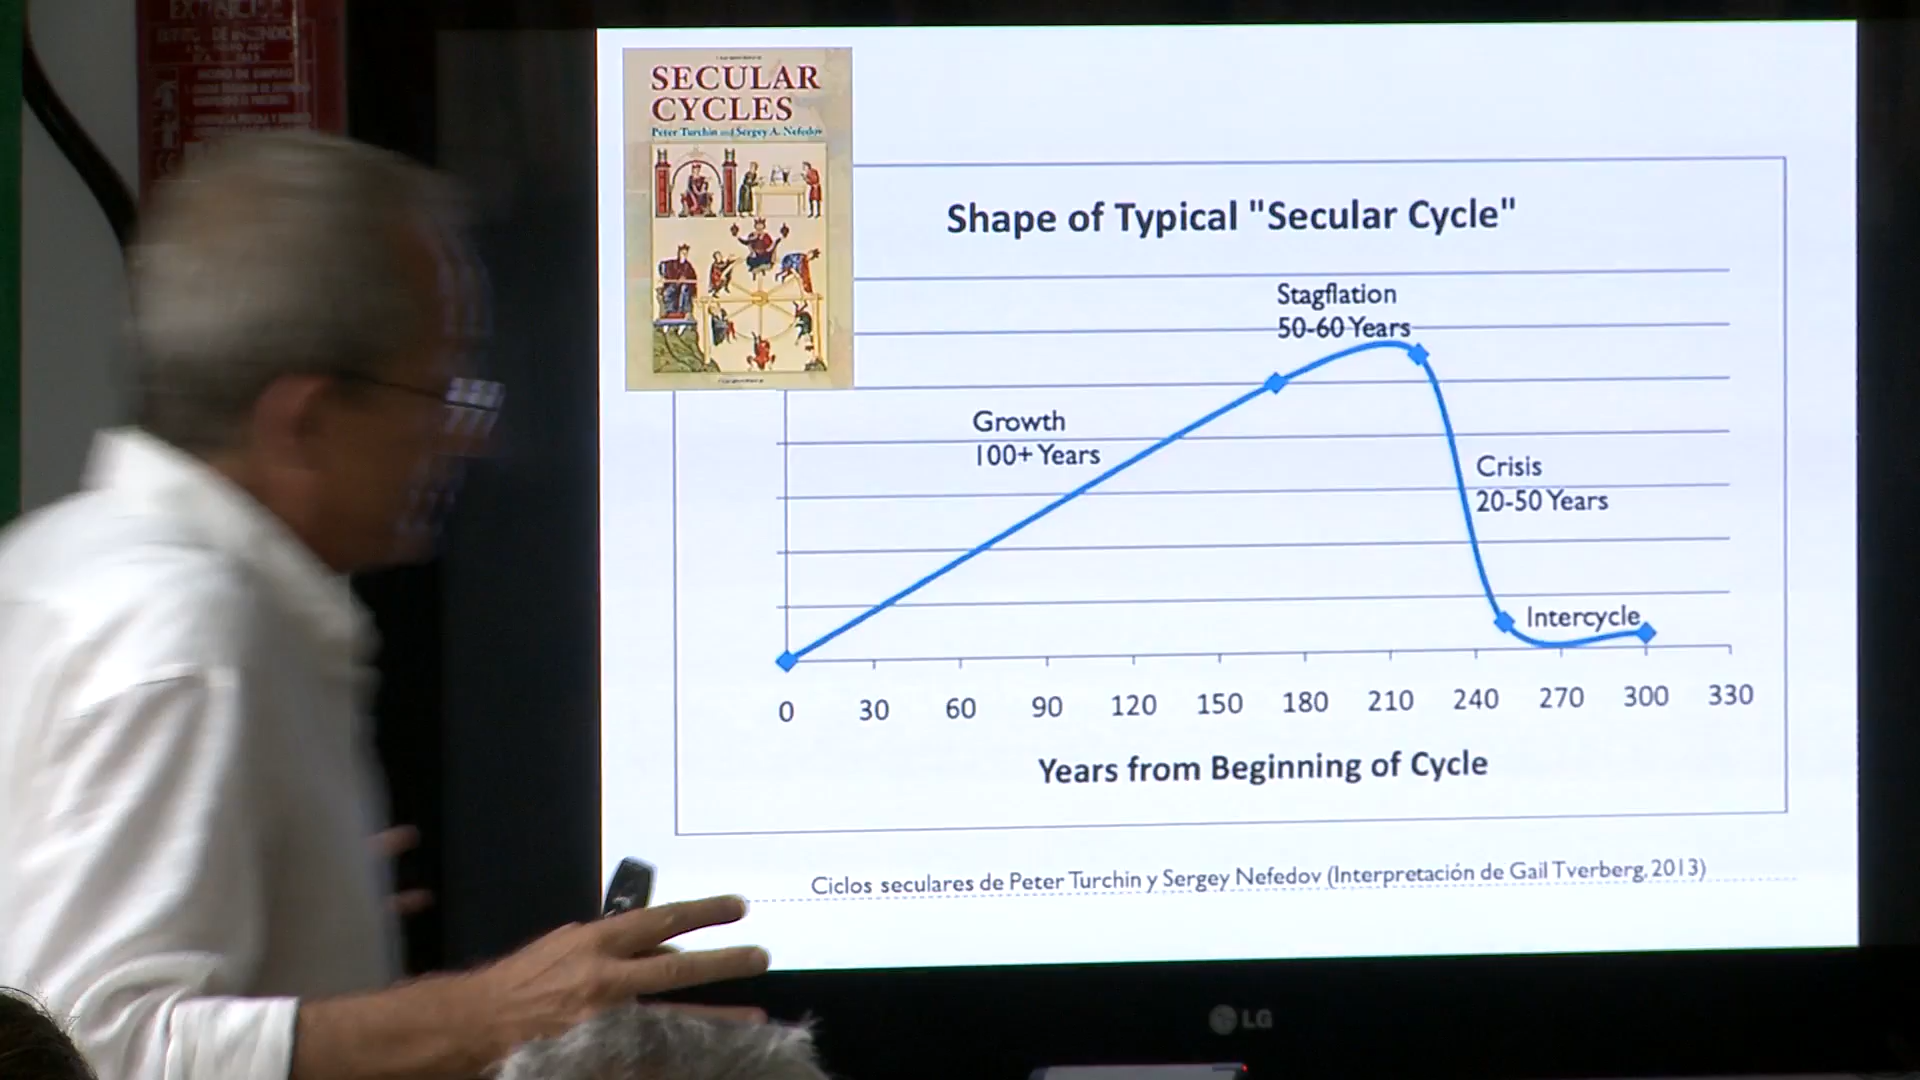 SECULAR
CYCLES
Peter Turchin and Sergey A. Nefedov
Shape of Typical "Secular Cycle"
Stagflation
50-60 Years
Growth
100+ Years
Crisis
20-50 Years
Intercycle
0 30 60 90 120 150 180 210 240 270 300 330
Years from Beginning of Cycle
Ciclos seculares de Peter Turchin y Sergey Nefedov (Interpretación de Gail Tverberg, 2013)
LG